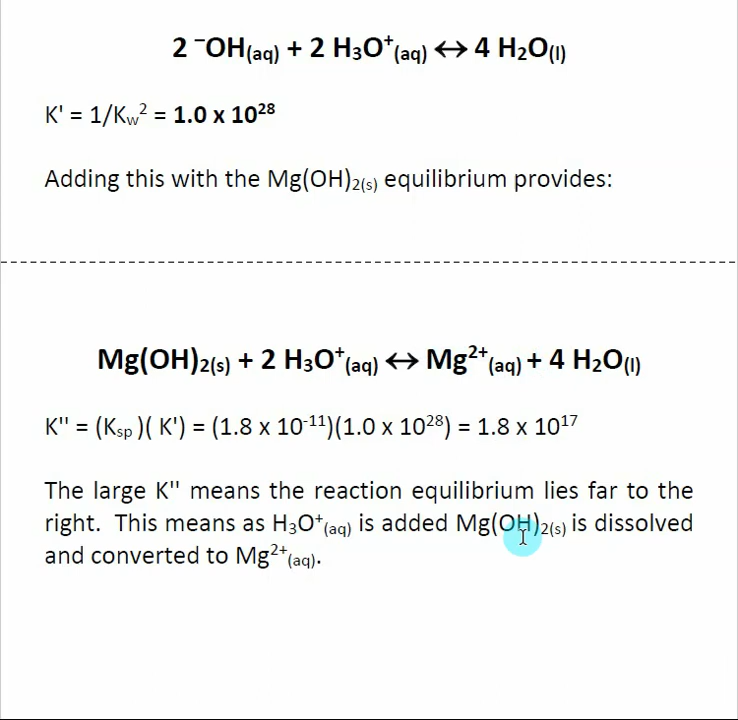 2 ⁻OH(aq) + 2 H₃O⁺(aq) ↔ 4 H₂O(l)
K' = 1/Kw² = 1.0 x 10²⁸
Adding this with the Mg(OH)₂(s) equilibrium provides:
Mg(OH)₂(s) + 2 H₃O⁺(aq) ↔ Mg²⁺(aq) + 4 H₂O(l)
K'' = (Ksp )( K') = (1.8 x 10⁻¹¹)(1.0 x 10²⁸) = 1.8 x 10¹⁷
The large K'' means the reaction equilibrium lies far to the
right. This means as H₃O⁺(aq) is added Mg(OH)₂(s) is dissolved
and converted to Mg²⁺(aq).